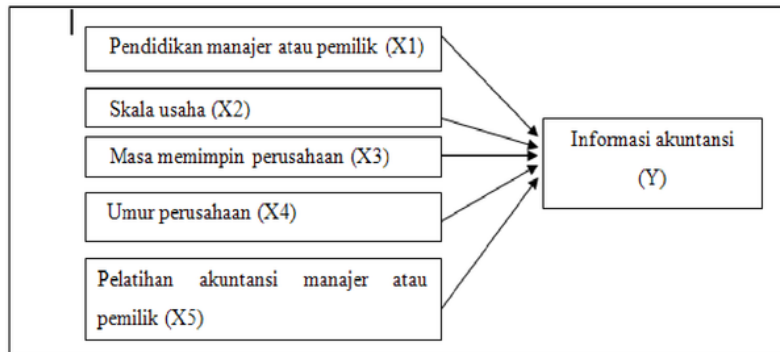 Pendidikan manajer atau pemilik (X1)
Skala usaha (X2)
Masa memimpin perusahaan (X3)
Umur perusahaan (X4)
Pelatihan akuntansi manajer atau
pemilik (X5)
Informasi akuntansi
(Y)